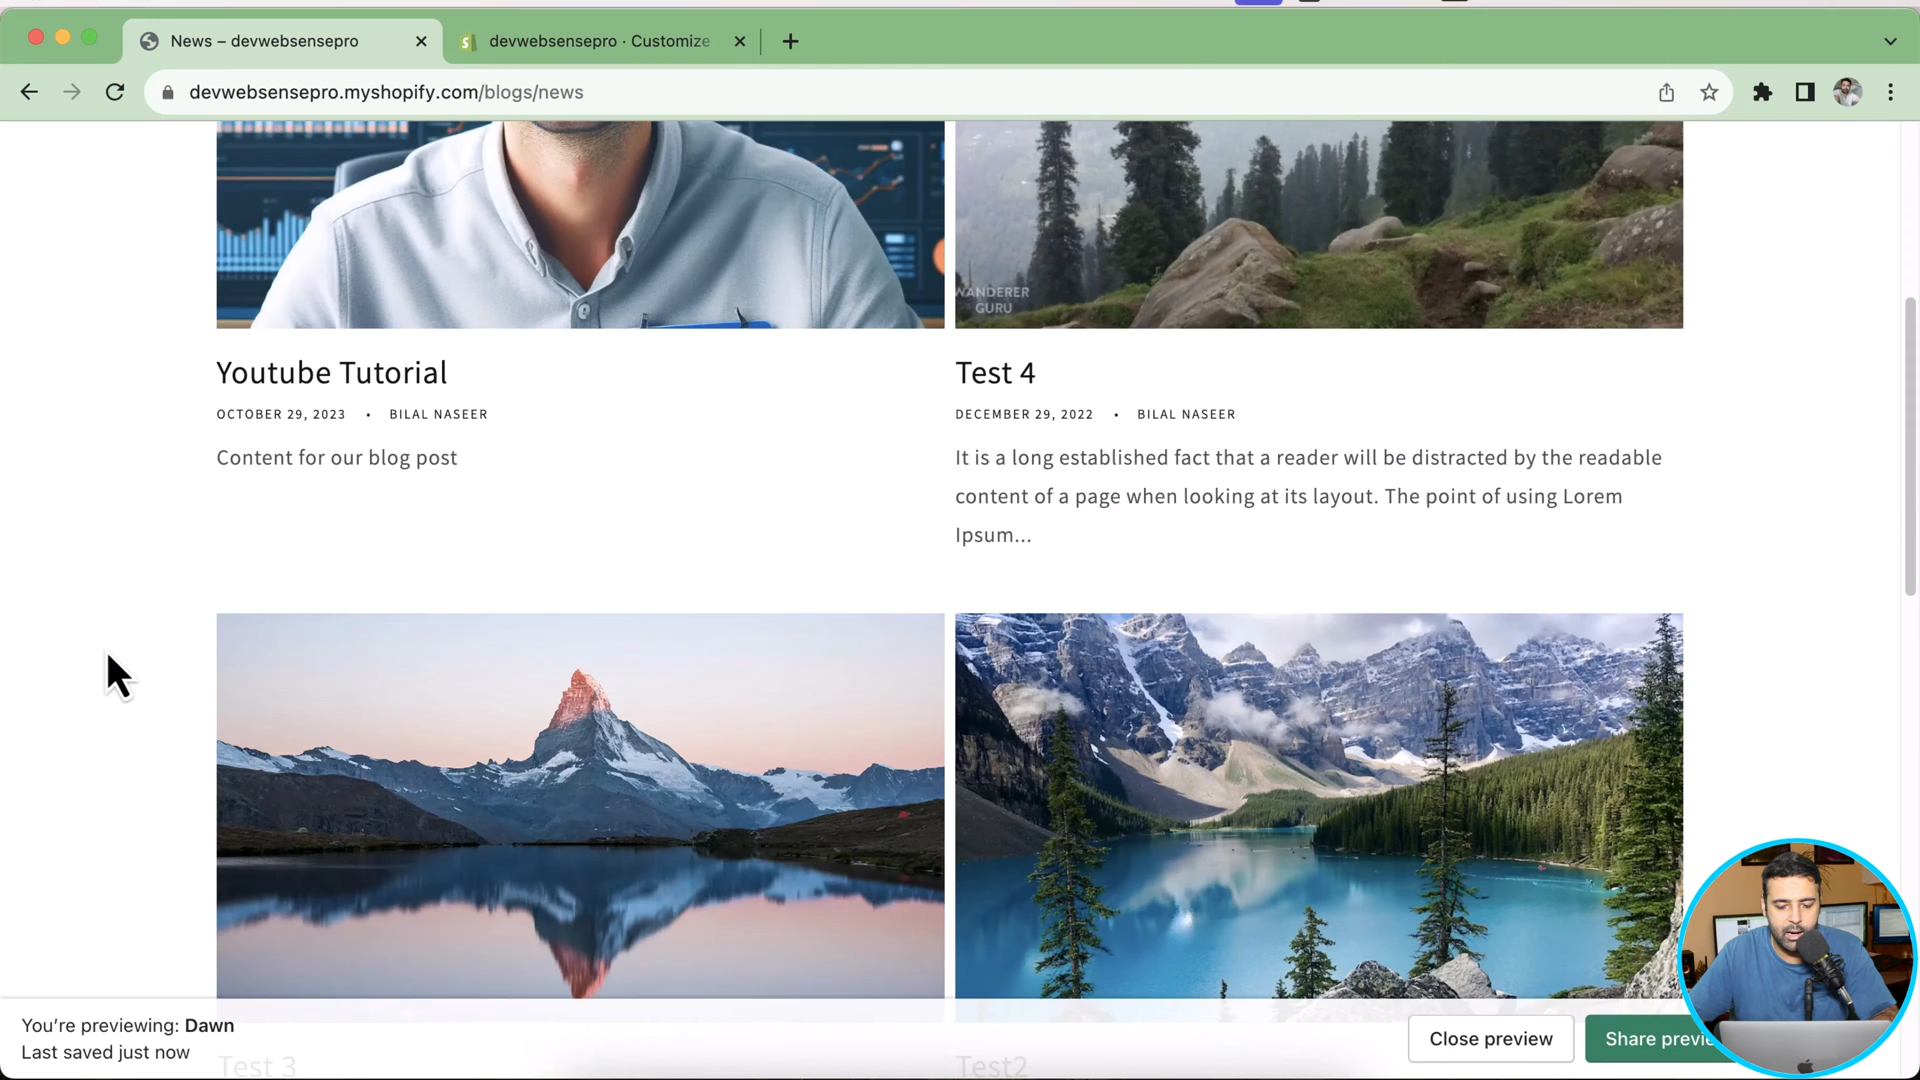 News – devwebsensepro
devwebsensepro · Customize
devwebsensepro.myshopify.com/blogs/news
WANDERER
GURU
Youtube Tutorial
OCTOBER 29, 2023 • BILAL NASEER
Content for our blog post
Test 4
DECEMBER 29, 2022 • BILAL NASEER
It is a long established fact that a reader will be distracted by the readable
content of a page when looking at its layout. The point of using Lorem
Ipsum...
You're previewing: Dawn
Last saved just now
Close preview
Share previe
Test 3
Test2